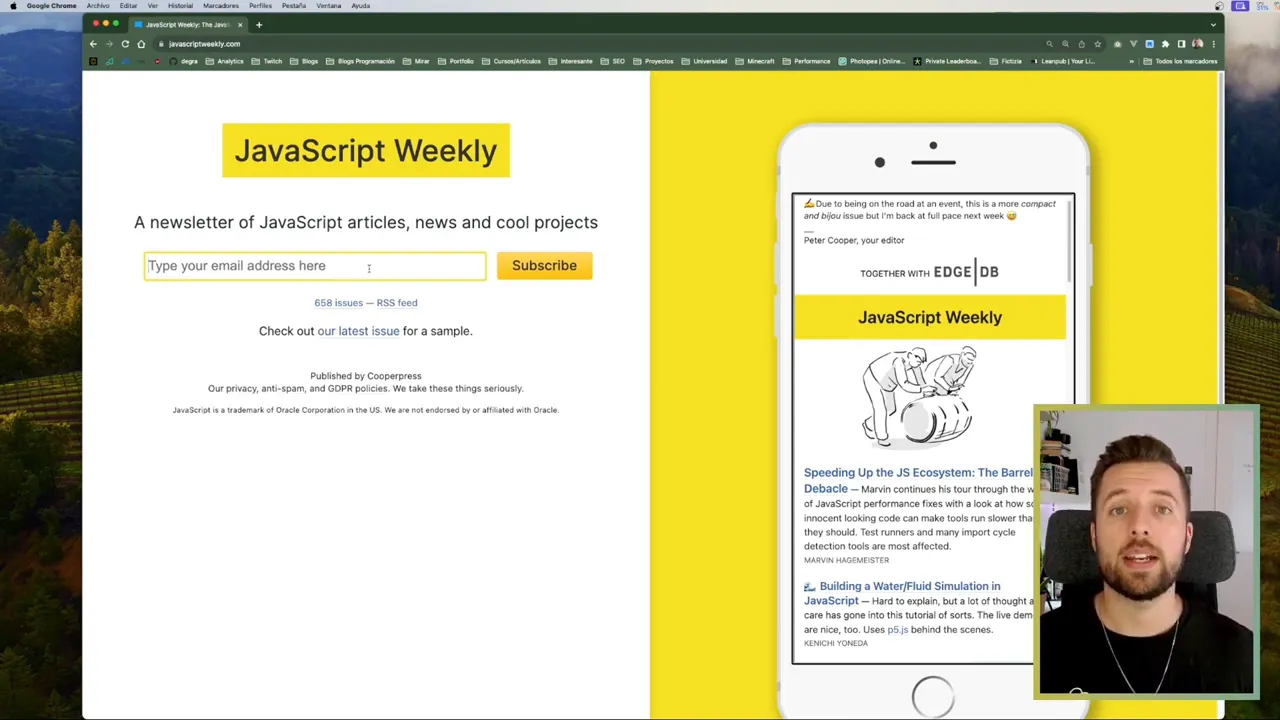 Google Chrome Archivo Editar Ver Historial Marcadores Perfiles Pestaña Ventana Ayuda
31%
JavaScript Weekly: The Java
javascriptweekly.com
degra Analytics Twitch Blogs Blogs Programación Mirar Portfolio Cursos/Artículos Interesante SEO Proyectos Universidad Minecraft Performance Photopea | Online... Private Leaderboa... Fictizia Leanpub | Your Li... » Todos los marcadores
JavaScript Weekly
A newsletter of JavaScript articles, news and cool projects
Type your email address here
Subscribe
658 issues — RSS feed
Check out our latest issue for a sample.
Published by Cooperpress
Our privacy, anti-spam, and GDPR policies. We take these things seriously.
JavaScript is a trademark of Oracle Corporation in the US. We are not endorsed by or affiliated with Oracle.
✍️Due to being on the road at an event, this is a more compact
and bijou issue but I'm back at full pace next week 😅
__
Peter Cooper, your editor
TOGETHER WITH EDGE|DB
JavaScript Weekly
Speeding Up the JS Ecosystem: The Barrel
Debacle — Marvin continues his tour through the w
of JavaScript performance fixes with a look at how so
innocent looking code can make tools run slower tha
they should. Test runners and many import cycle
detection tools are most affected.
MARVIN HAGEMEISTER
🌊 Building a Water/Fluid Simulation in
JavaScript — Hard to explain, but a lot of thought a
care has gone into this tutorial of sorts. The live dem
are nice, too. Uses p5.js behind the scenes.
KENICHI YONEDA